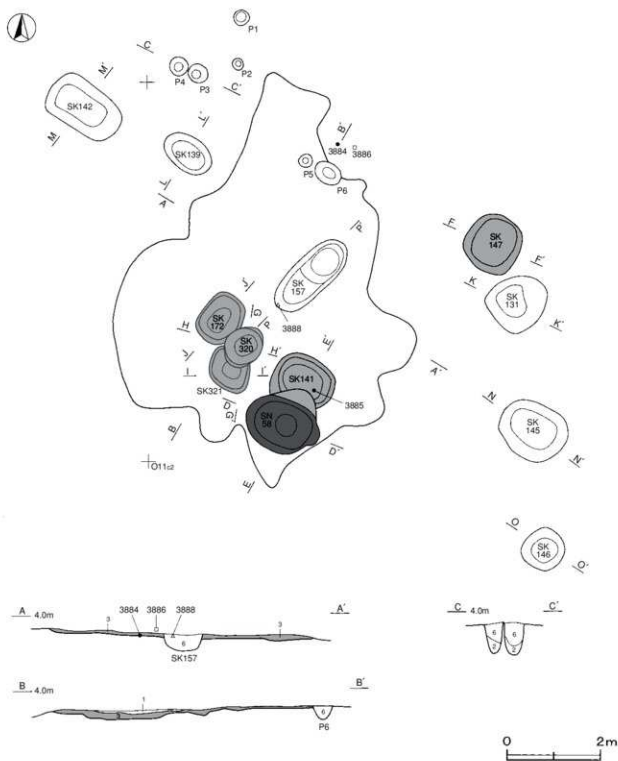 P1
C
P4
P3
P2
C´
M´
SK142
M
L´
SK139
L
A
B´
3884
3886
P5
P6
P´
F
SK
147
F´
K
SK
131
K´
SK
157
3888
J´
G
P
SK
172
H
SK
320
H´
E´
J
I
I´
SK321
SK141
3885
A´
D
G´
SN
58
B
D´
O11c2
E
N
SK
145
N´
O
SK
146
O´
A 4.0m
3
3884
3886
3888
6
SK157
3
A´
C 4.0m
C´
6
6
2
2
B 4.0m
1
B´
6
P6
0
2m